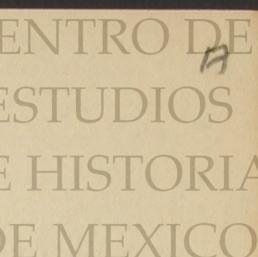 ENTRO DE
ESTUDIOS
E HISTORIA
DE MEXICO
A